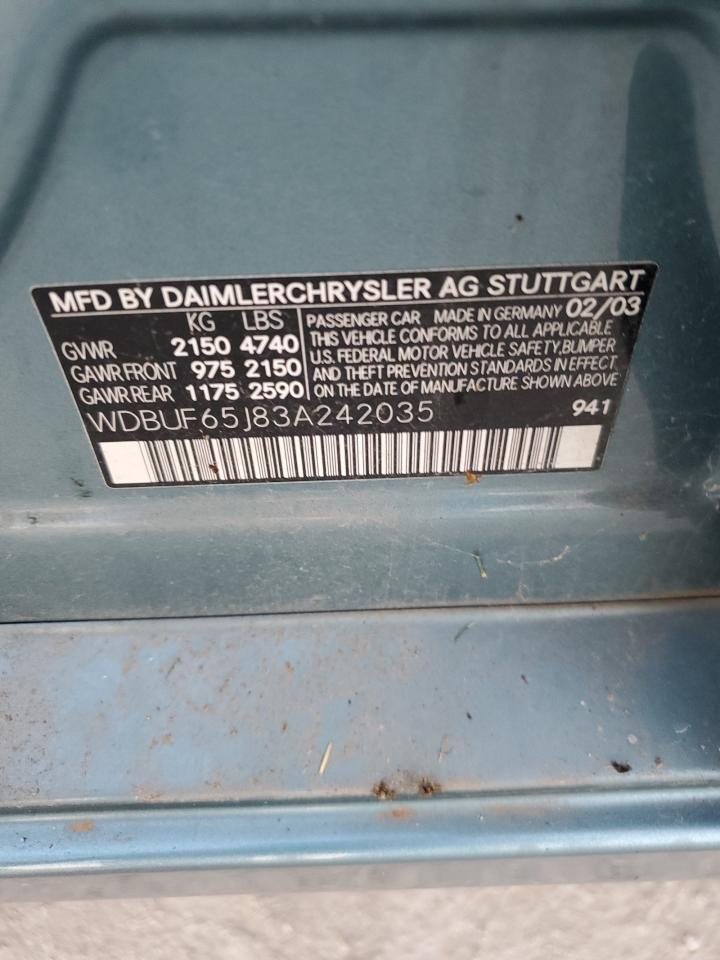 MFD BY DAIMLERCHRYSLER AG STUTTGART
KG LBS
GVWR 2150 4740
GAWR FRONT 975 2150
GAWR REAR 1175 2590
PASSENGER CAR MADE IN GERMANY 02/03
THIS VEHICLE CONFORMS TO ALL APPLICABLE
U.S. FEDERAL MOTOR VEHICLE SAFETY, BUMPER
AND THEFT PREVENTION STANDARDS IN EFFECT
ON THE DATE OF MANUFACTURE SHOWN ABOVE
WDBUF65J83A242035 941